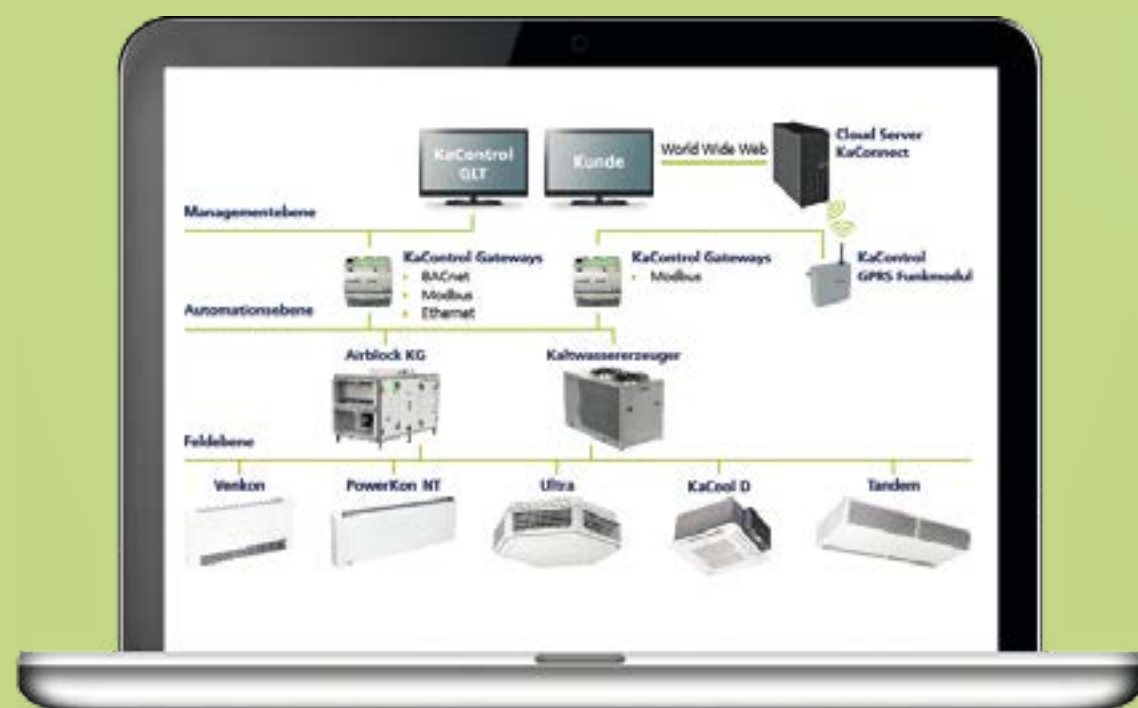 KaControl
GLT
Kunde
World Wide Web
Cloud Server
KaConnect
Managementebene
KaControl Gateways
• BACnet
• Modbus
• Ethernet
KaControl Gateways
• Modbus
KaControl
GPRS Funkmodul
Automationsebene
Airblock KG
Kaltwassererzeuger
Feldebene
Venkon
PowerKon NT
Ultra
KaCool D
Tandem